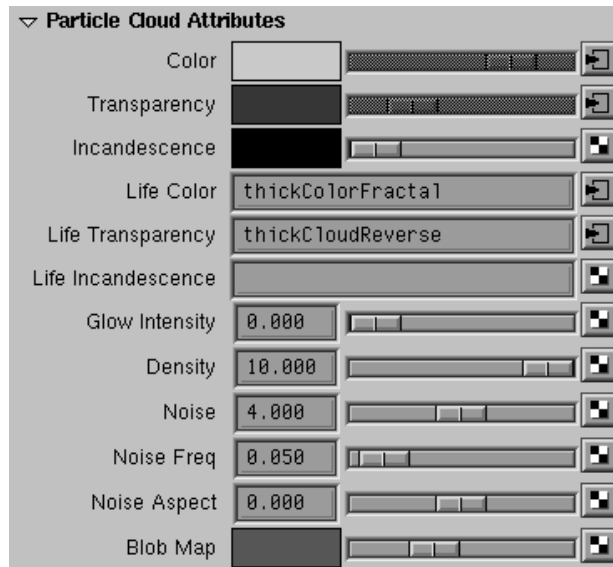 Particle Cloud Attributes
Color
Transparency
Incandescence
Life Color thickColorFractal
Life Transparency thickCloudReverse
Life Incandescence
Glow Intensity 0.000
Density 10.000
Noise 4.000
Noise Freq 0.050
Noise Aspect 0.000
Blob Map